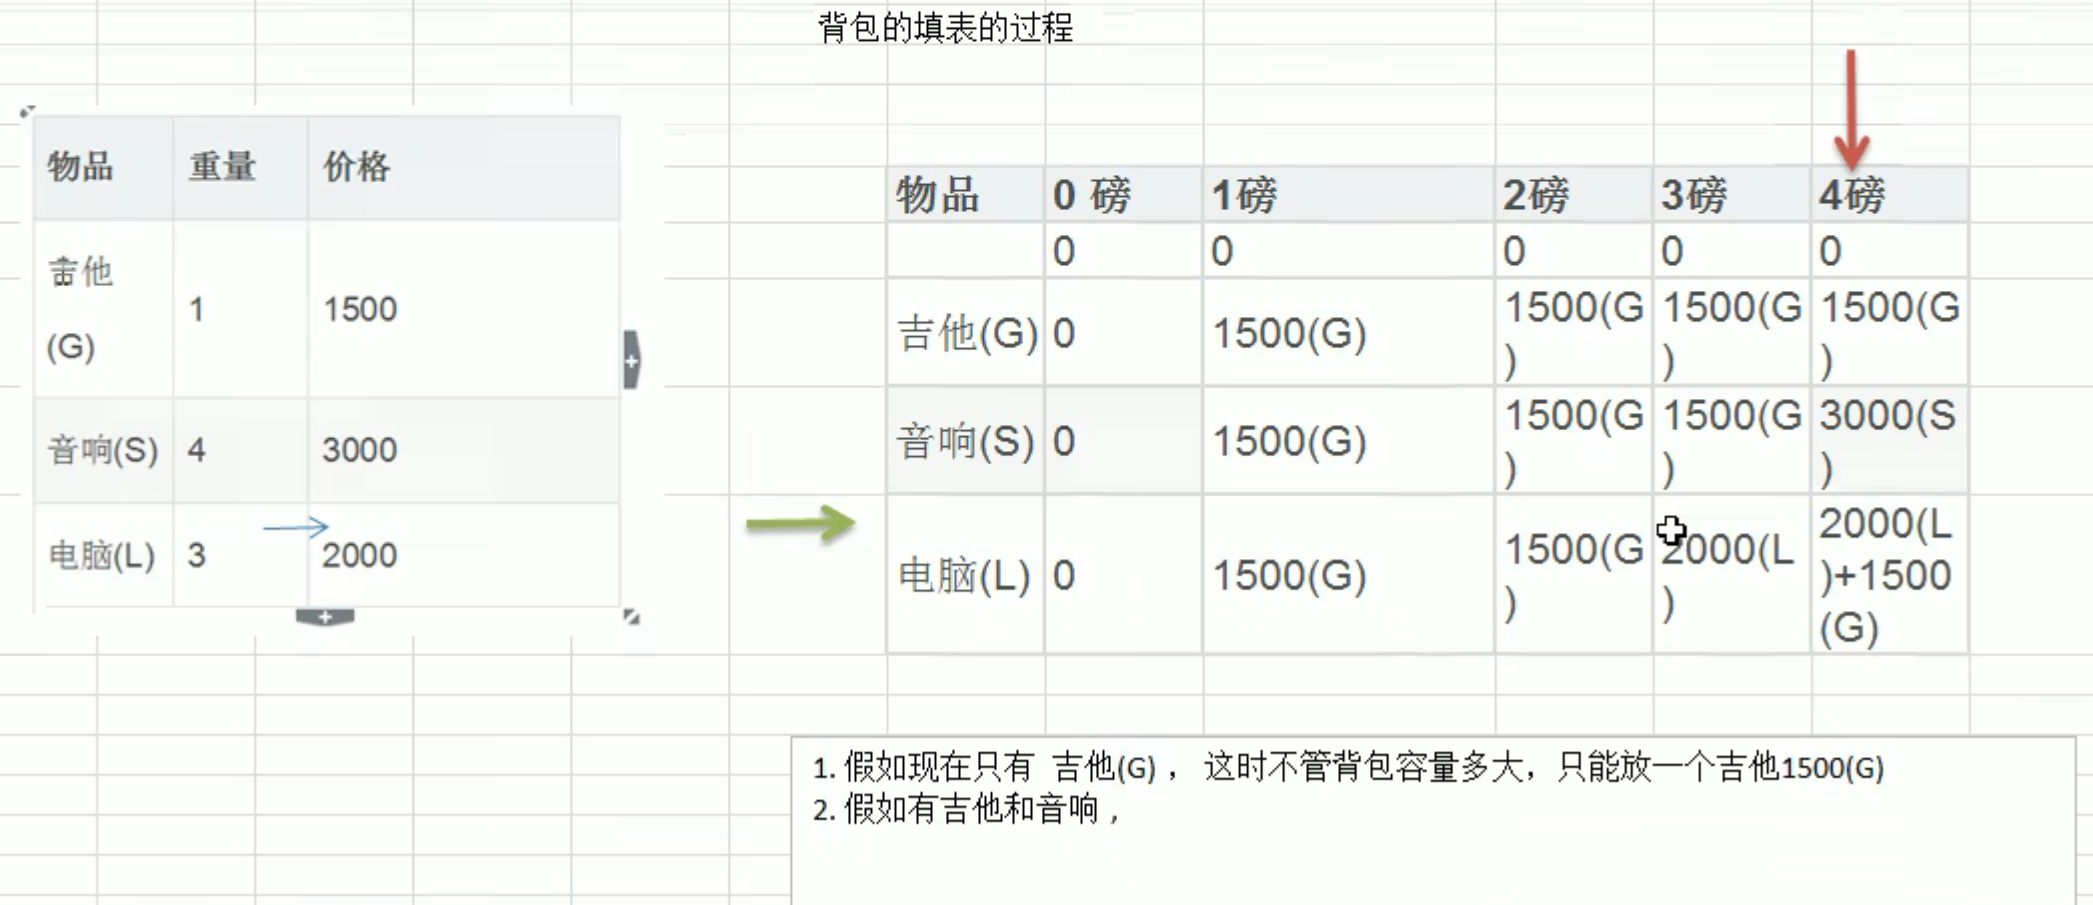 背包的填表的过程
物品 重量 价格
吉他
(G) 1 1500
音响(S) 4 3000
电脑(L) 3 2000
物品 0 磅 1磅 2磅 3磅 4磅
0 0 0 0 0
吉他(G) 0 1500(G) 1500(G) 1500(G) 1500(G)
音响(S) 0 1500(G) 1500(G) 1500(G) 3000(S)
电脑(L) 0 1500(G) 1500(G) 2000(L) 2000(L)+1500(G)
1. 假如现在只有 吉他(G) ， 这时不管背包容量多大，只能放一个吉他1500(G)
2. 假如有吉他和音响，